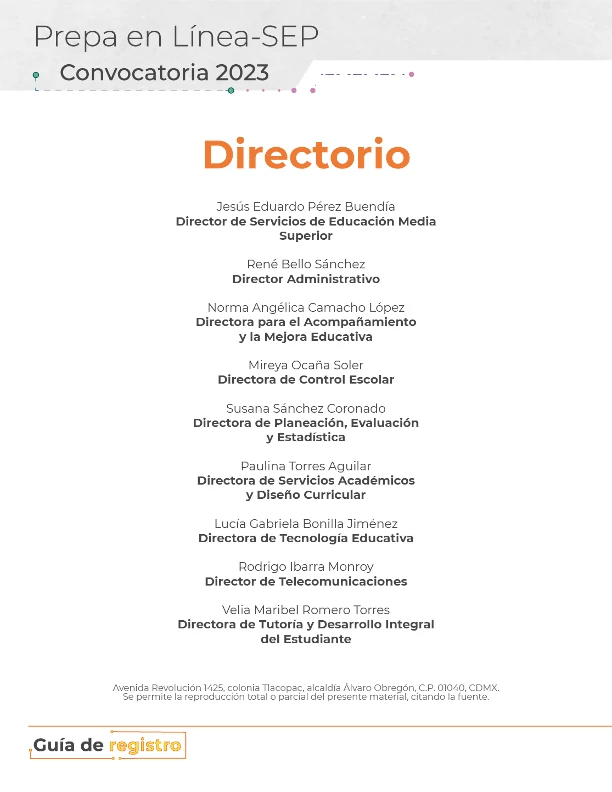 Prepa en Línea-SEP
Convocatoria 2023
Directorio
Jesús Eduardo Pérez Buendía
Director de Servicios de Educación Media
Superior
René Bello Sánchez
Director Administrativo
Norma Angélica Camacho López
Directora para el Acompañamiento
y la Mejora Educativa
Mireya Ocaña Soler
Directora de Control Escolar
Susana Sánchez Coronado
Directora de Planeación, Evaluación
y Estadística
Paulina Torres Aguilar
Directora de Servicios Académicos
y Diseño Curricular
Lucía Gabriela Bonilla Jiménez
Directora de Tecnología Educativa
Rodrigo Ibarra Monroy
Director de Telecomunicaciones
Velia Maribel Romero Torres
Directora de Tutoría y Desarrollo Integral
del Estudiante
Avenida Revolución 1425, colonia Tlacopac, alcaldía Álvaro Obregón, C.P. 01040, CDMX.
Se permite la reproducción total o parcial del presente material, citando la fuente.
Guía de registro